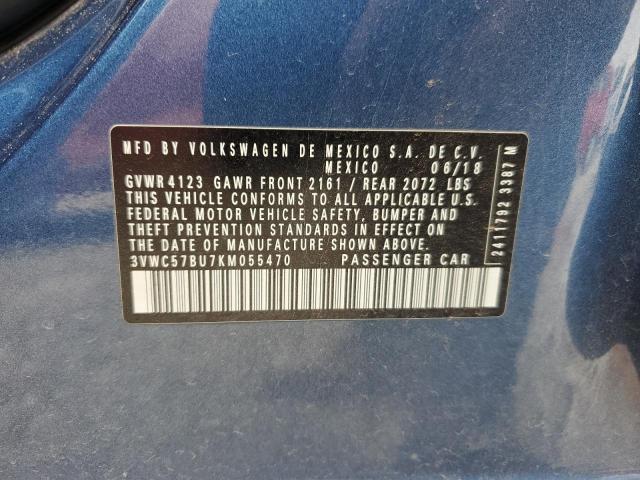 MFD BY VOLKSWAGEN DE MEXICO S.A. DE C.V.
MEXICO 06/18
GVWR 4123 GAWR FRONT 2161 / REAR 2072 LBS
THIS VEHICLE CONFORMS TO ALL APPLICABLE U.S.
FEDERAL MOTOR VEHICLE SAFETY, BUMPER AND
THEFT PREVENTION STANDARDS IN EFFECT ON
THE DATE OF MANUFACTURE SHOWN ABOVE.
3VWC57BU7KM055470 PASSENGER CAR
2411792 3387 M